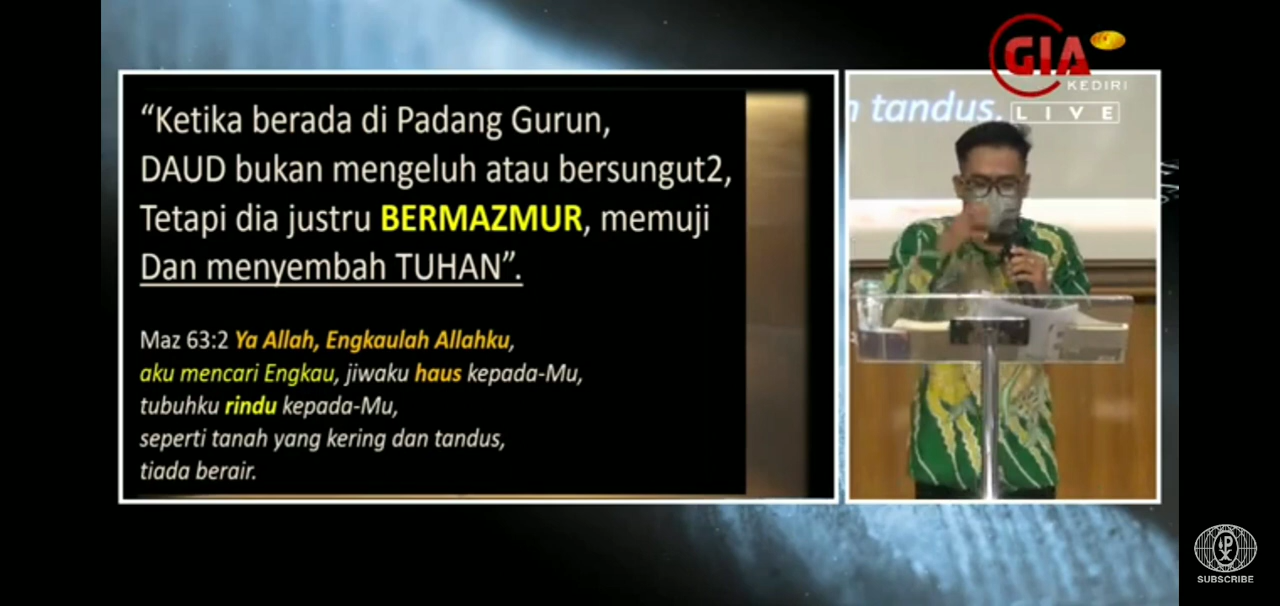 “Ketika berada di Padang Gurun,
DAUD bukan mengeluh atau bersungut2,
Tetapi dia justru BERMAZMUR, memuji
Dan menyembah TUHAN”.
Maz 63:2 Ya Allah, Engkaulah Allahku,
aku mencari Engkau, jiwaku haus kepada-Mu,
tubuhku rindu kepada-Mu,
seperti tanah yang kering dan tandus,
tiada berair.
GIA
KEDIRI
LIVE
tandus.
SUBSCRIBE